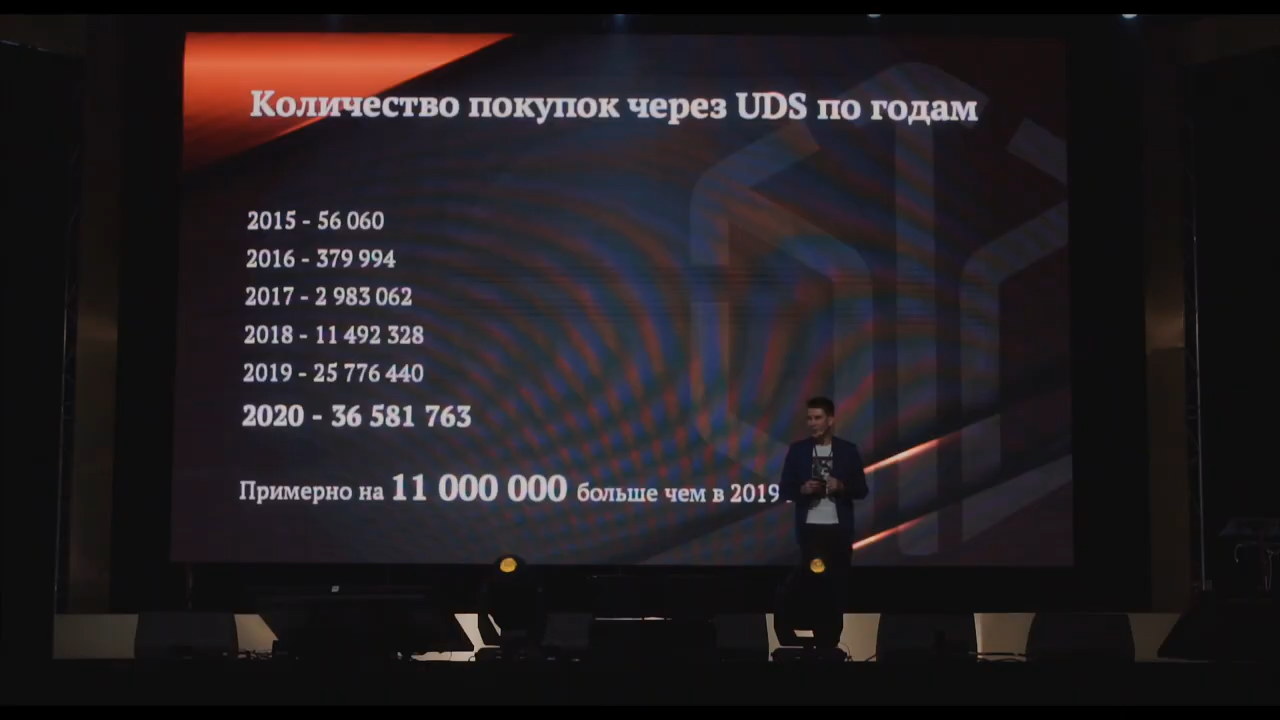 Количество покупок через UDS по годам
2015 - 56 060
2016 - 379 994
2017 - 2 983 062
2018 - 11 492 328
2019 - 25 776 440
2020 - 36 581 763
Примерно на 11 000 000 больше чем в 2019